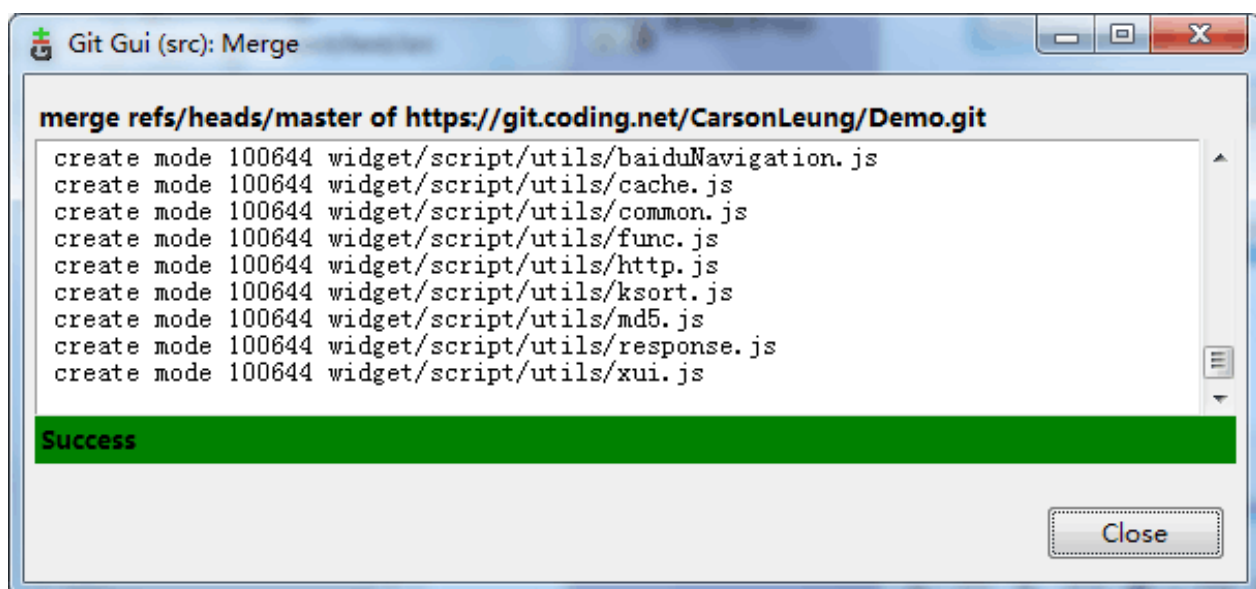 Git Gui (src): Merge
merge refs/heads/master of https://git.coding.net/CarsonLeung/Demo.git
create mode 100644 widget/script/utils/baiduNavigation.js
create mode 100644 widget/script/utils/cache.js
create mode 100644 widget/script/utils/common.js
create mode 100644 widget/script/utils/func.js
create mode 100644 widget/script/utils/http.js
create mode 100644 widget/script/utils/ksort.js
create mode 100644 widget/script/utils/md5.js
create mode 100644 widget/script/utils/response.js
create mode 100644 widget/script/utils/xui.js
Success
Close